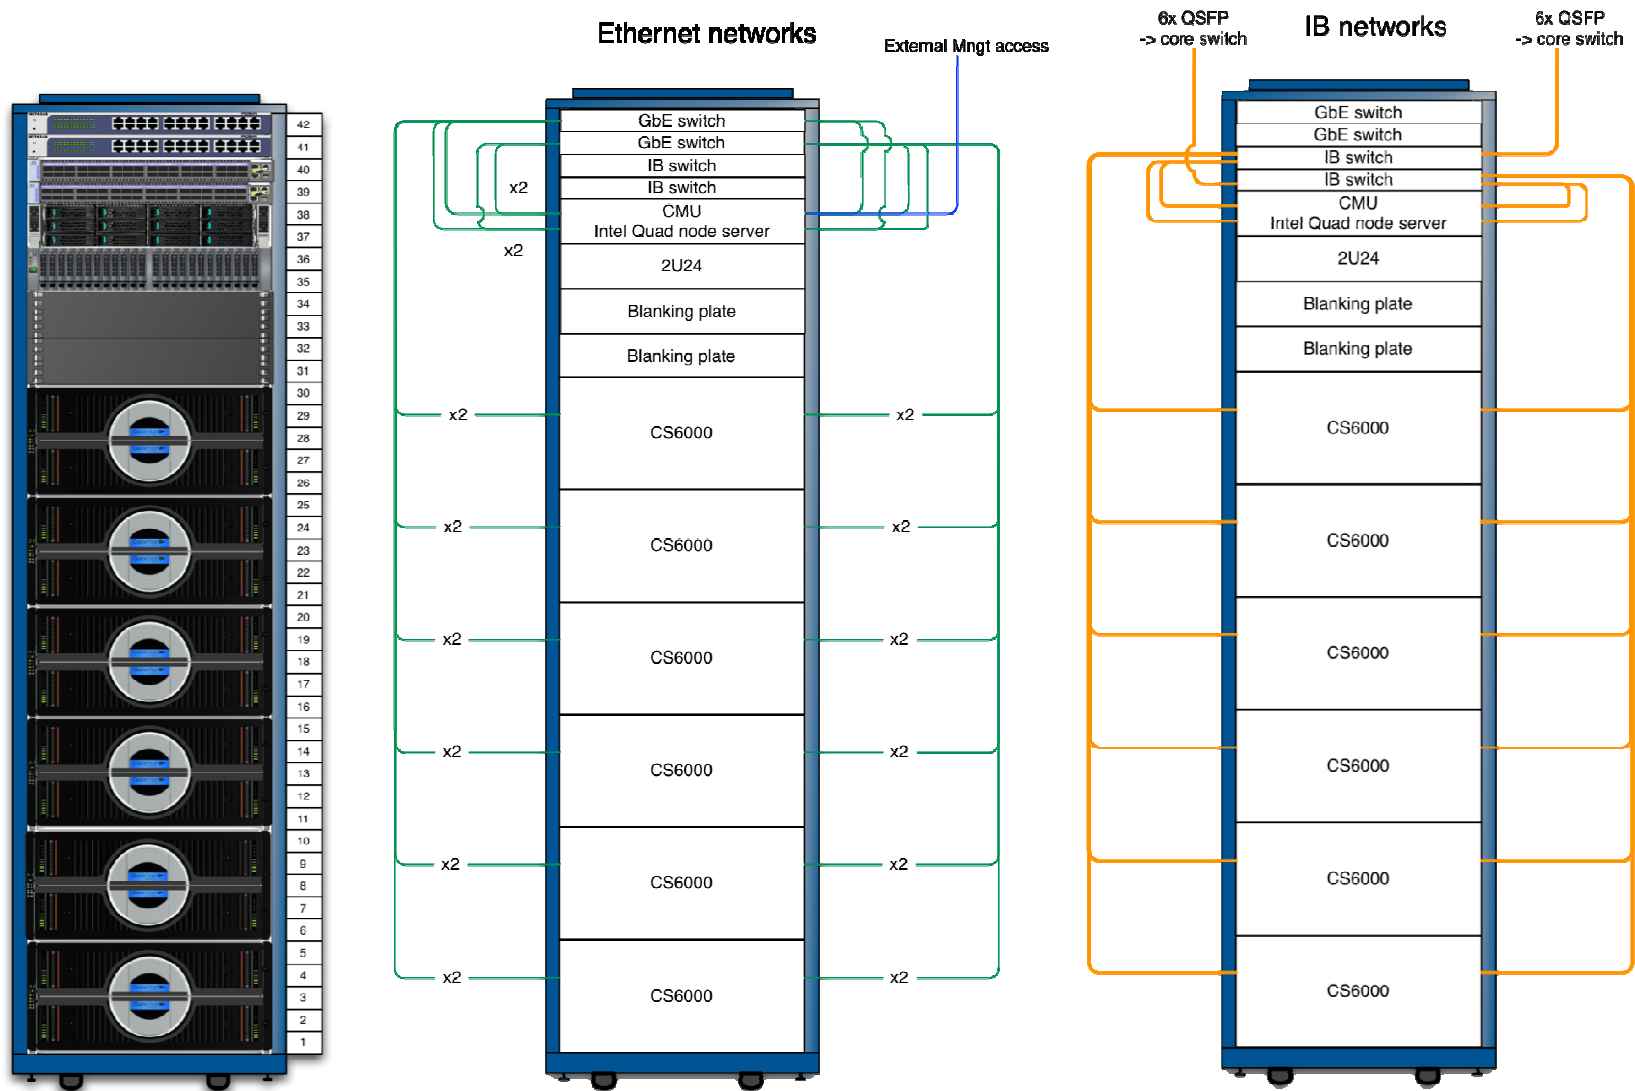 Ethernet networks
External Mngt access
6x QSFP
-> core switch
IB networks
6x QSFP
-> core switch
42
41
40
39
38
37
36
35
34
33
32
31
30
29
28
27
26
25
24
23
22
21
20
19
18
17
16
15
14
13
12
11
10
9
8
7
6
5
4
3
2
1
GbE switch
GbE switch
IB switch
IB switch
CMU
Intel Quad node server
2U24
Blanking plate
Blanking plate
CS6000
CS6000
CS6000
CS6000
CS6000
CS6000
x2
x2
x2
x2
x2
x2
x2
x2
x2
x2
x2
x2
x2
x2
GbE switch
GbE switch
IB switch
IB switch
CMU
Intel Quad node server
2U24
Blanking plate
Blanking plate
CS6000
CS6000
CS6000
CS6000
CS6000
CS6000